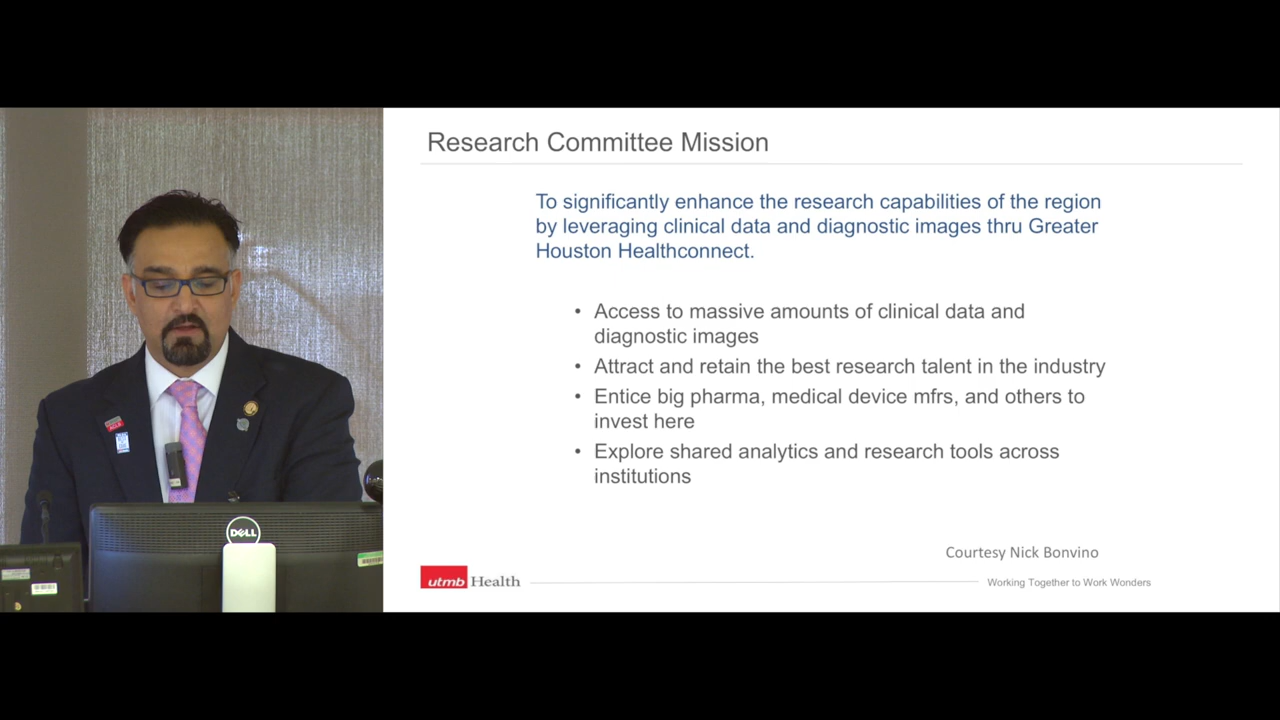 Research Committee Mission
To significantly enhance the research capabilities of the region
by leveraging clinical data and diagnostic images thru Greater
Houston Healthconnect.
• Access to massive amounts of clinical data and
diagnostic images
• Attract and retain the best research talent in the industry
• Entice big pharma, medical device mfrs, and others to
invest here
• Explore shared analytics and research tools across
institutions
Courtesy Nick Bonvino
utmb Health
Working Together to Work Wonders
DELL